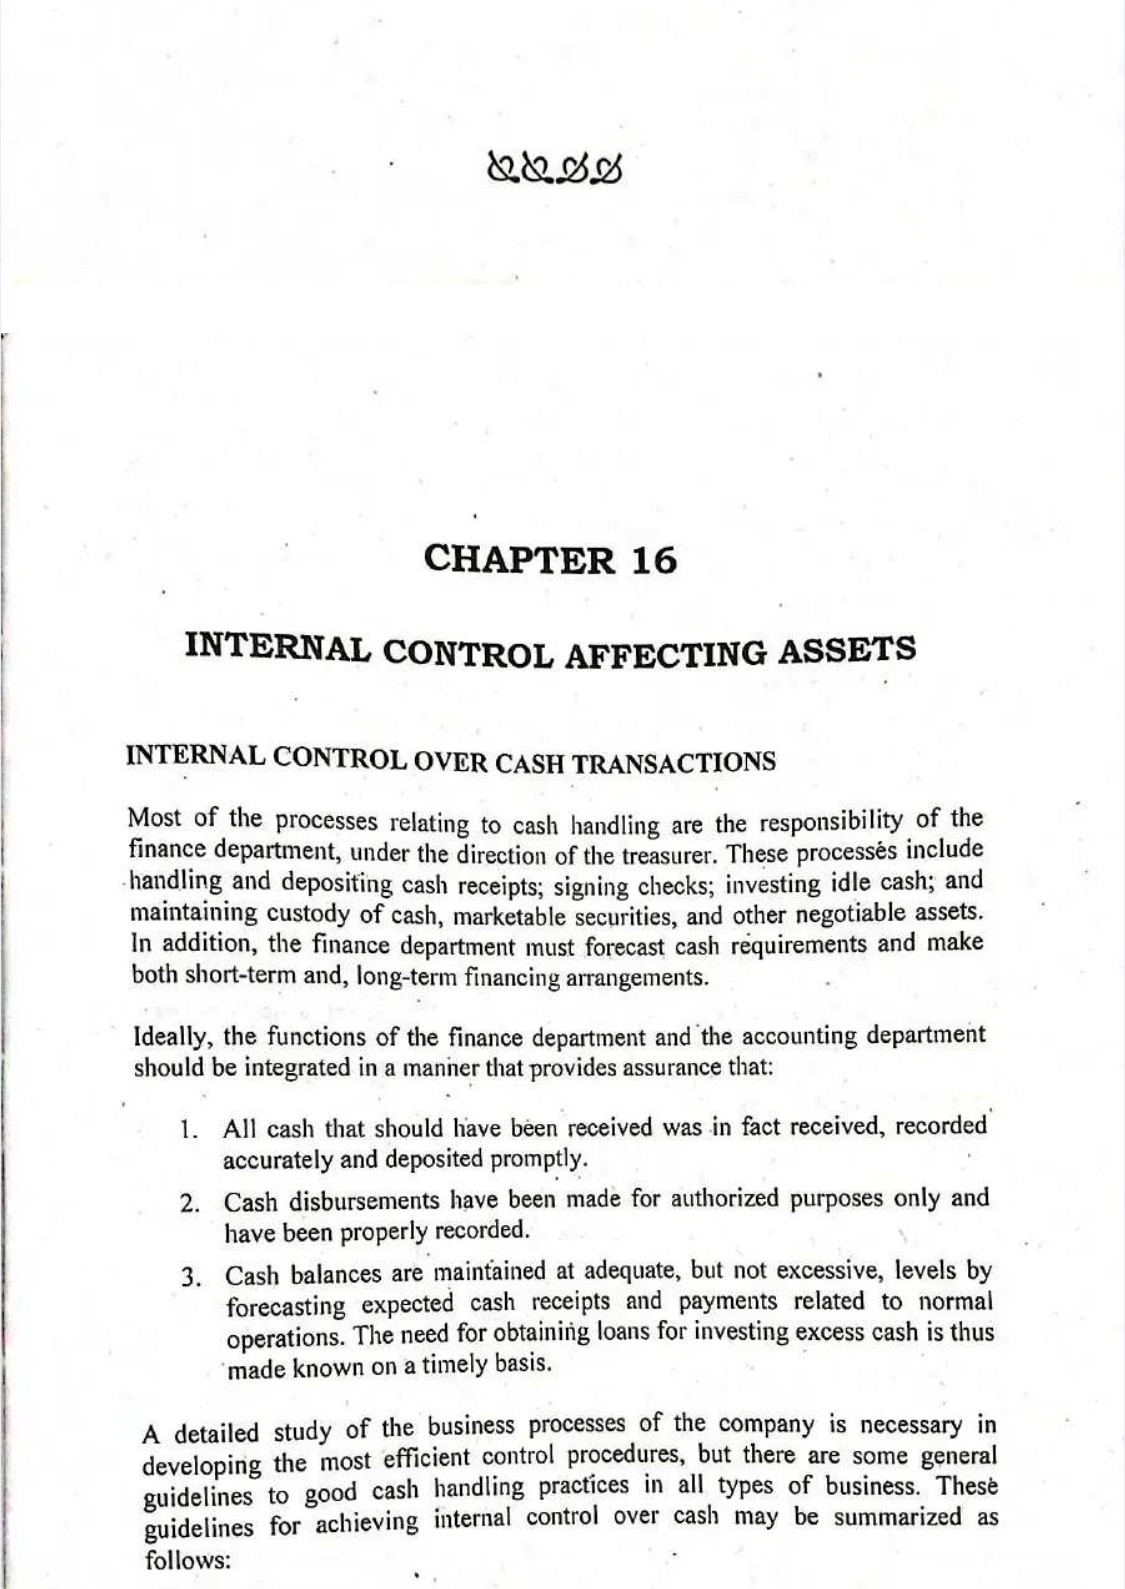 CHAPTER 16
INTERNAL CONTROL AFFECTING ASSETS
INTERNAL CONTROL OVER CASH TRANSACTIONS
Most of the processes relating to cash handling are the responsibility of the
finance department, under the direction of the treasurer. These processes include
handling and depositing cash receipts; signing checks; investing idle cash; and
maintaining custody of cash, marketable securities, and other negotiable assets.
In addition, the finance department must forecast cash requirements and make
both short-term and, long-term financing arrangements.
Ideally, the functions of the finance department and the accounting department
should be integrated in a manner that provides assurance that:
1. All cash that should have been received was in fact received, recorded
accurately and deposited promptly.
2. Cash disbursements have been made for authorized purposes only and
have been properly recorded.
3. Cash balances are maintained at adequate, but not excessive, levels by
forecasting expected cash receipts and payments related to normal
operations. The need for obtaining loans for investing excess cash is thus
made known on a timely basis.
A detailed study of the business processes of the company is necessary in
developing the most efficient control procedures, but there are some general
guidelines to good cash handling practices in all types of business. These
guidelines for achieving internal control over cash may be summarized as
follows: